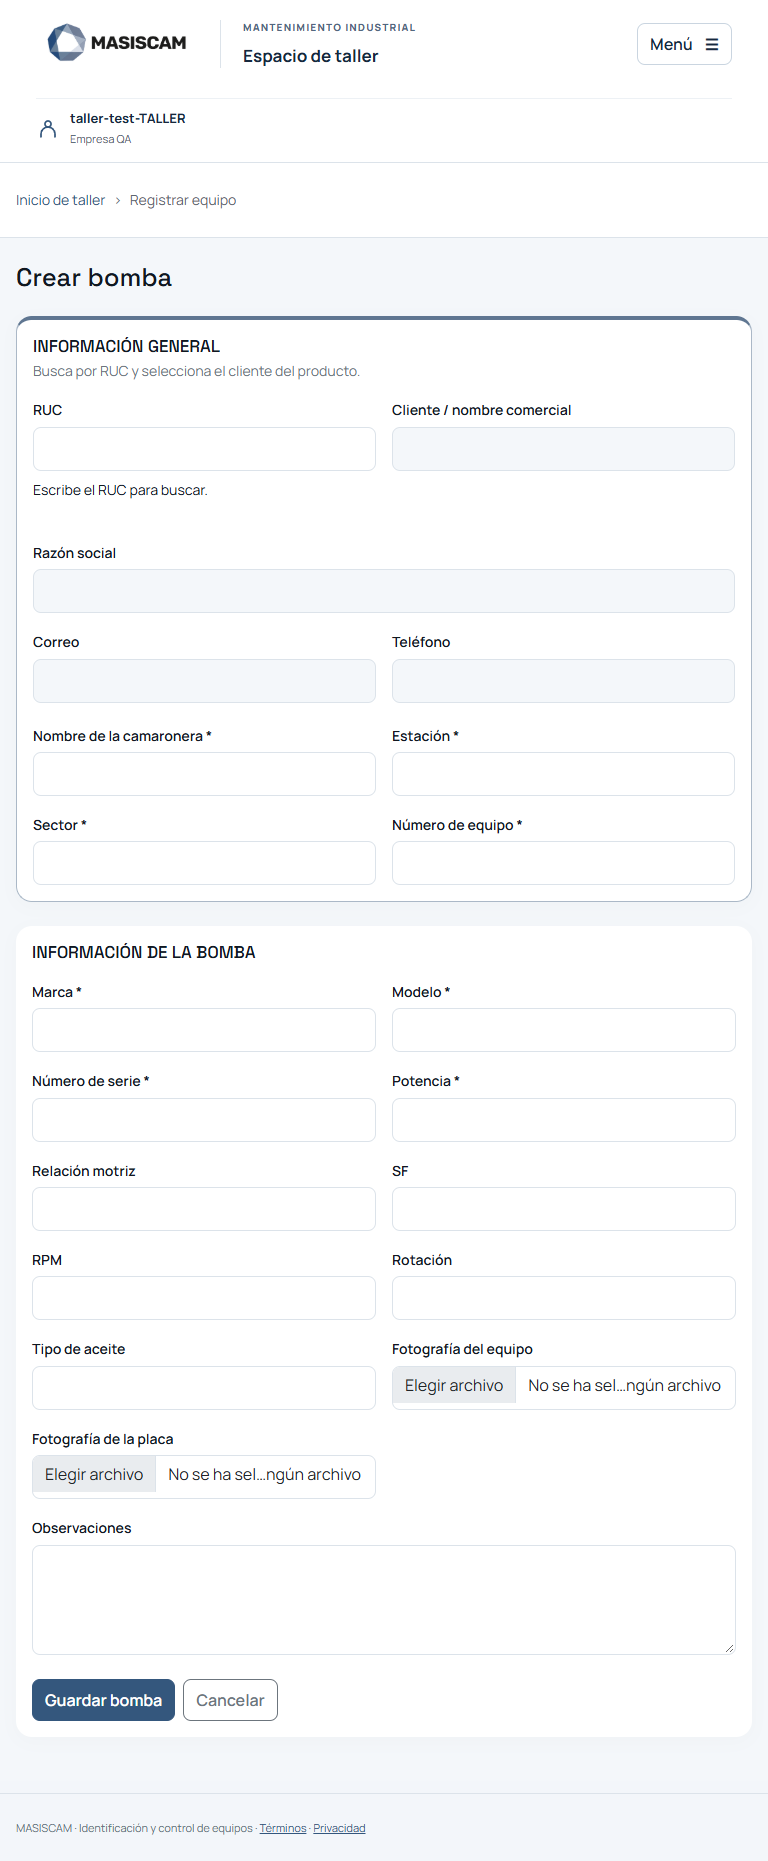 MASISCAM
MANTENIMIENTO INDUSTRIAL
Espacio de taller
Menú
taller-test-TALLER
Empresa QA
Inicio de taller › Registrar equipo
Crear bomba
INFORMACIÓN GENERAL
Busca por RUC y selecciona el cliente del producto.
RUC
Cliente / nombre comercial
Escribe el RUC para buscar.
Razón social
Correo
Teléfono
Nombre de la camaronera *
Estación *
Sector *
Número de equipo *
INFORMACIÓN DE LA BOMBA
Marca *
Modelo *
Número de serie *
Potencia *
Relación motriz
SF
RPM
Rotación
Tipo de aceite
Fotografía del equipo
Elegir archivo No se ha sel...ngún archivo
Fotografía de la placa
Elegir archivo No se ha sel...ngún archivo
Observaciones
Guardar bomba
Cancelar
MASISCAM · Identificación y control de equipos · Términos · Privacidad